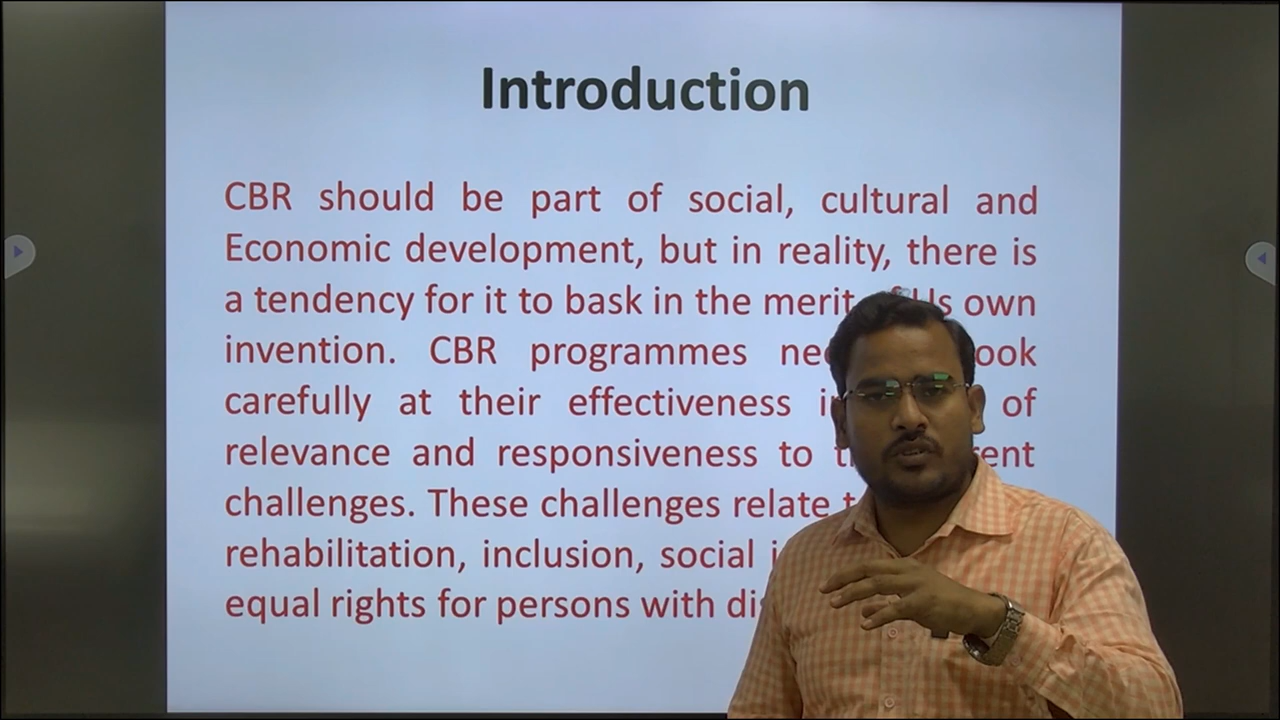 Introduction
CBR should be part of social, cultural and
Economic development, but in reality, there is
a tendency for it to bask in the merit Us own
invention. CBR programmes ook
carefully at their effectiveness of
relevance and responsiveness to
challenges. These challenges relate
rehabilitation, inclusion, social
equal rights for persons with